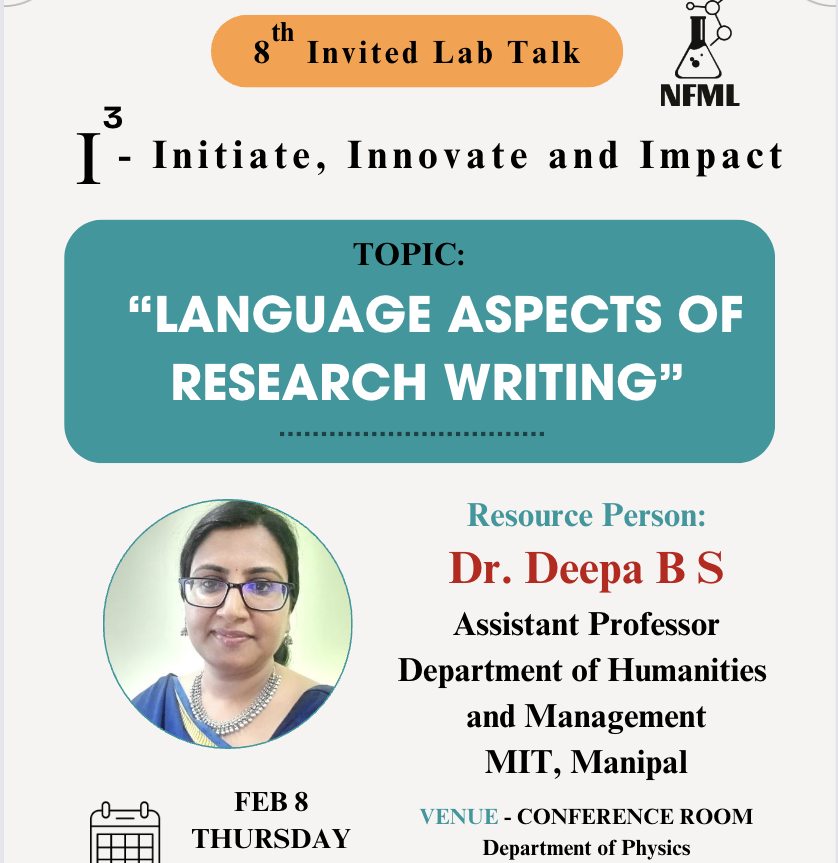 8th Invited Lab Talk
NFML
I3- Initiate, Innovate and Impact
TOPIC:
“LANGUAGE ASPECTS OF
RESEARCH WRITING”
Resource Person:
Dr. Deepa B S
Assistant Professor
Department of Humanities
and Management
MIT, Manipal
FEB 8
THURSDAY
VENUE - CONFERENCE ROOM
Department of Physics